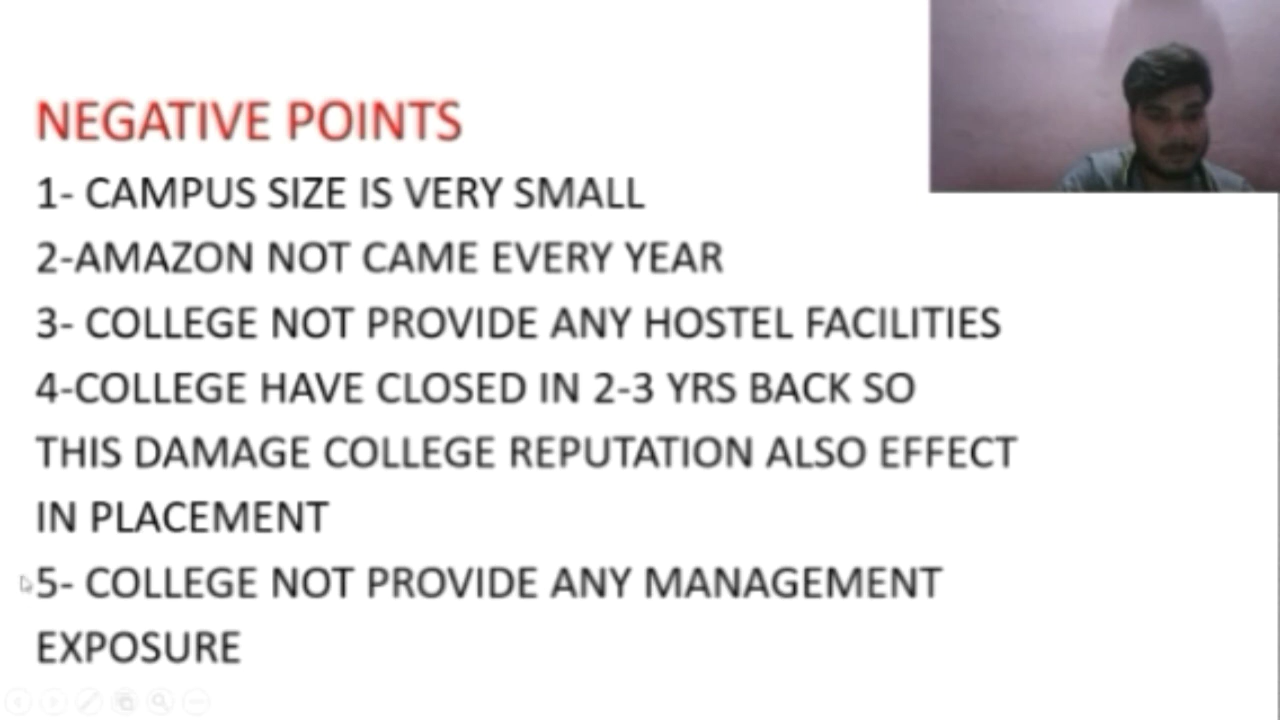 NEGATIVE POINTS
1- CAMPUS SIZE IS VERY SMALL
2-AMAZON NOT CAME EVERY YEAR
3- COLLEGE NOT PROVIDE ANY HOSTEL FACILITIES
4-COLLEGE HAVE CLOSED IN 2-3 YRS BACK SO
THIS DAMAGE COLLEGE REPUTATION ALSO EFFECT
IN PLACEMENT
5- COLLEGE NOT PROVIDE ANY MANAGEMENT
EXPOSURE